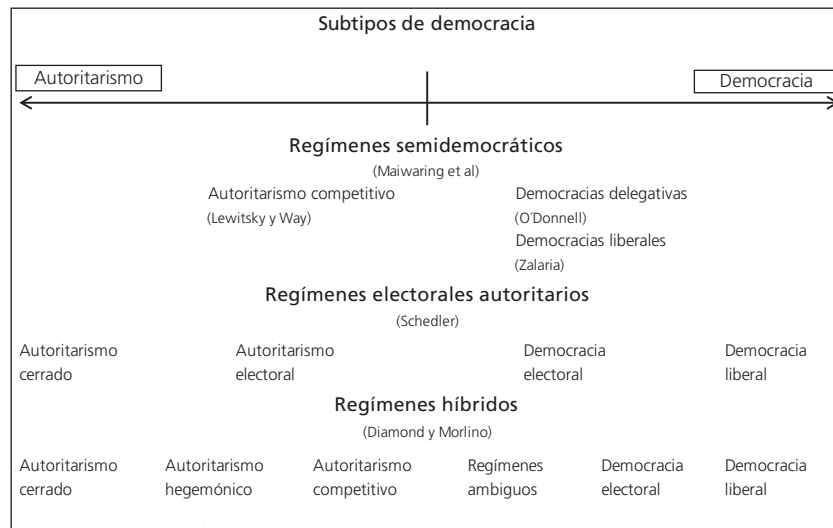 Subtipos de democracia
Autoritarismo Democracia
Regímenes semidemocráticos
(Maiwaring et al)
Autoritarismo competitivo Democracias delegativas
(Lewitsky y Way) (O´Donnell)
Democracias liberales
(Zalaria)
Regímenes electorales autoritarios
(Schedler)
Autoritarismo Autoritarismo Democracia Democracia
cerrado electoral electoral liberal
Regímenes híbridos
(Diamond y Morlino)
Autoritarismo Autoritarismo Autoritarismo Regímenes Democracia Democracia
cerrado hegemónico competitivo ambiguos electoral liberal